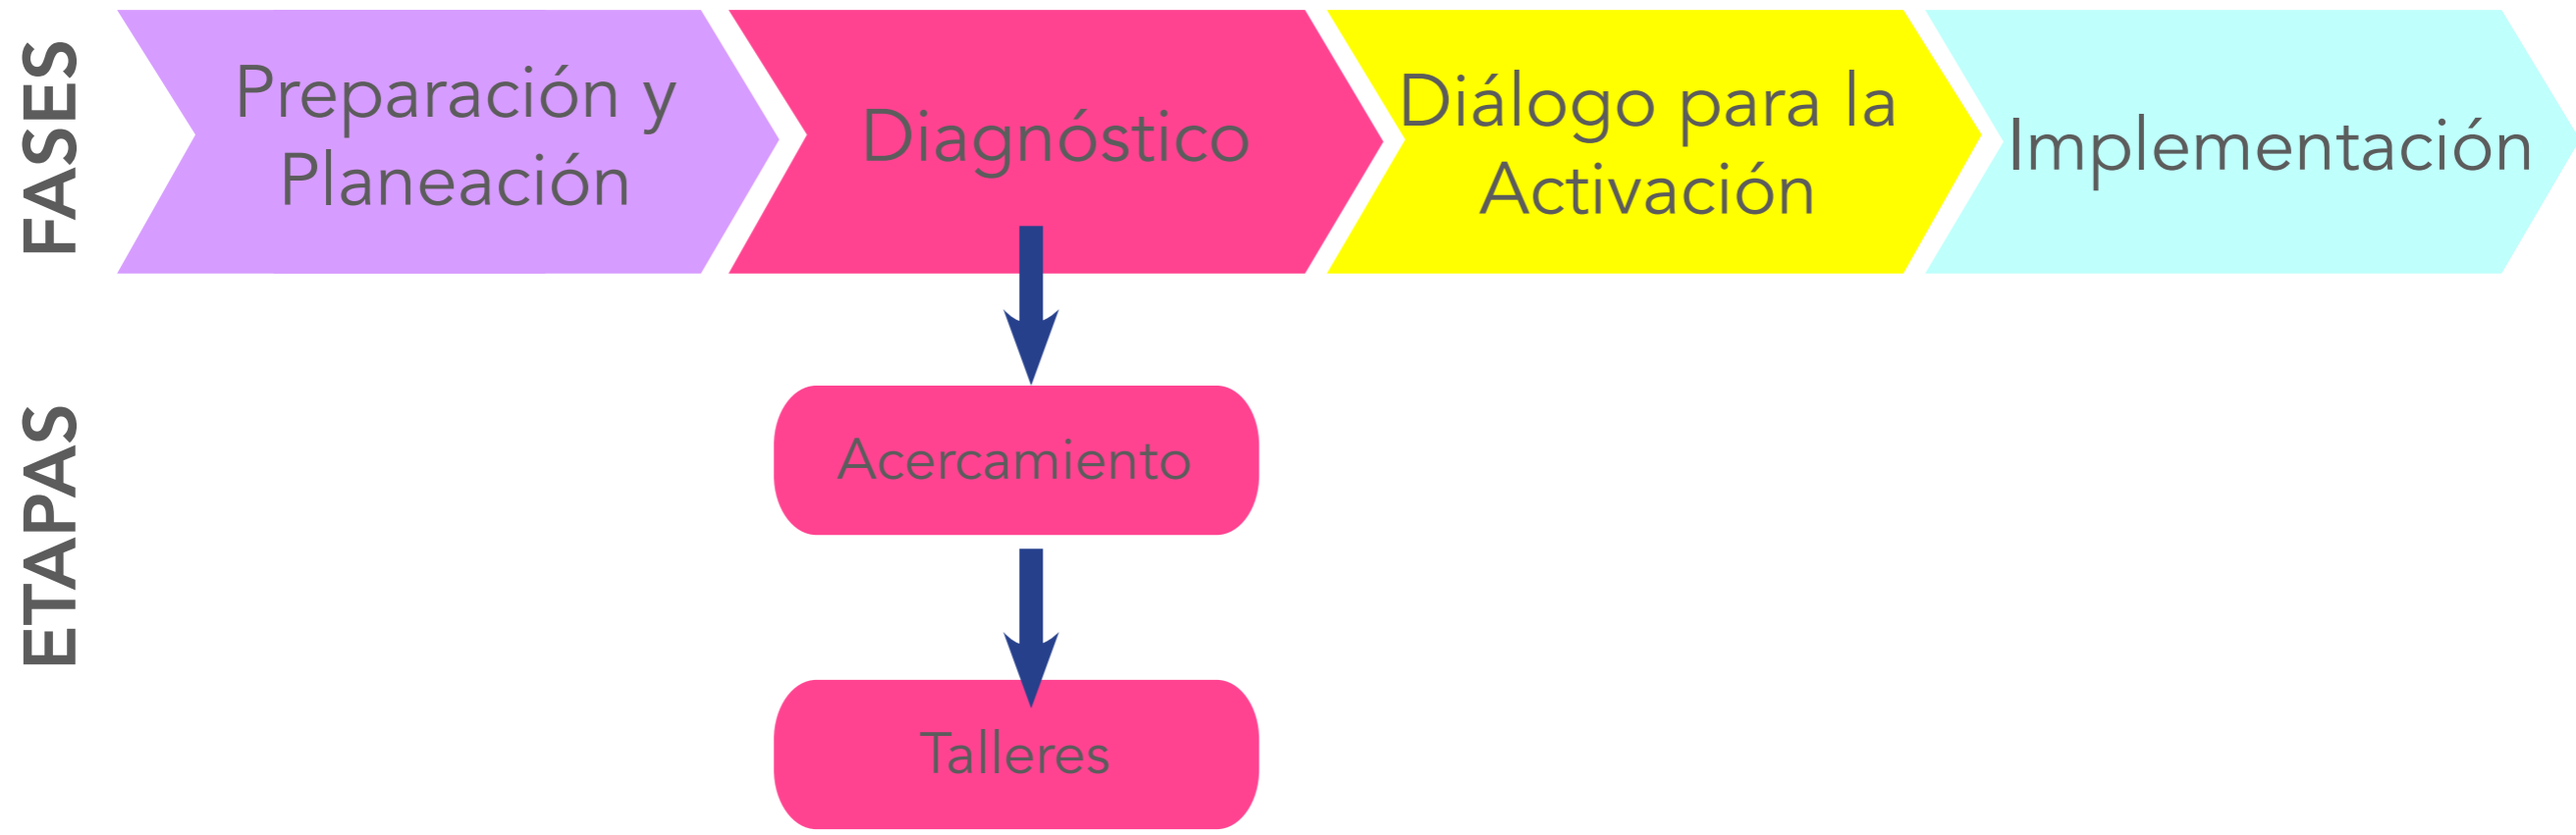 FASES
Preparación y
Planeación
Diagnóstico
Diálogo para la
Activación
Implementación
ETAPAS
Acercamiento
Talleres